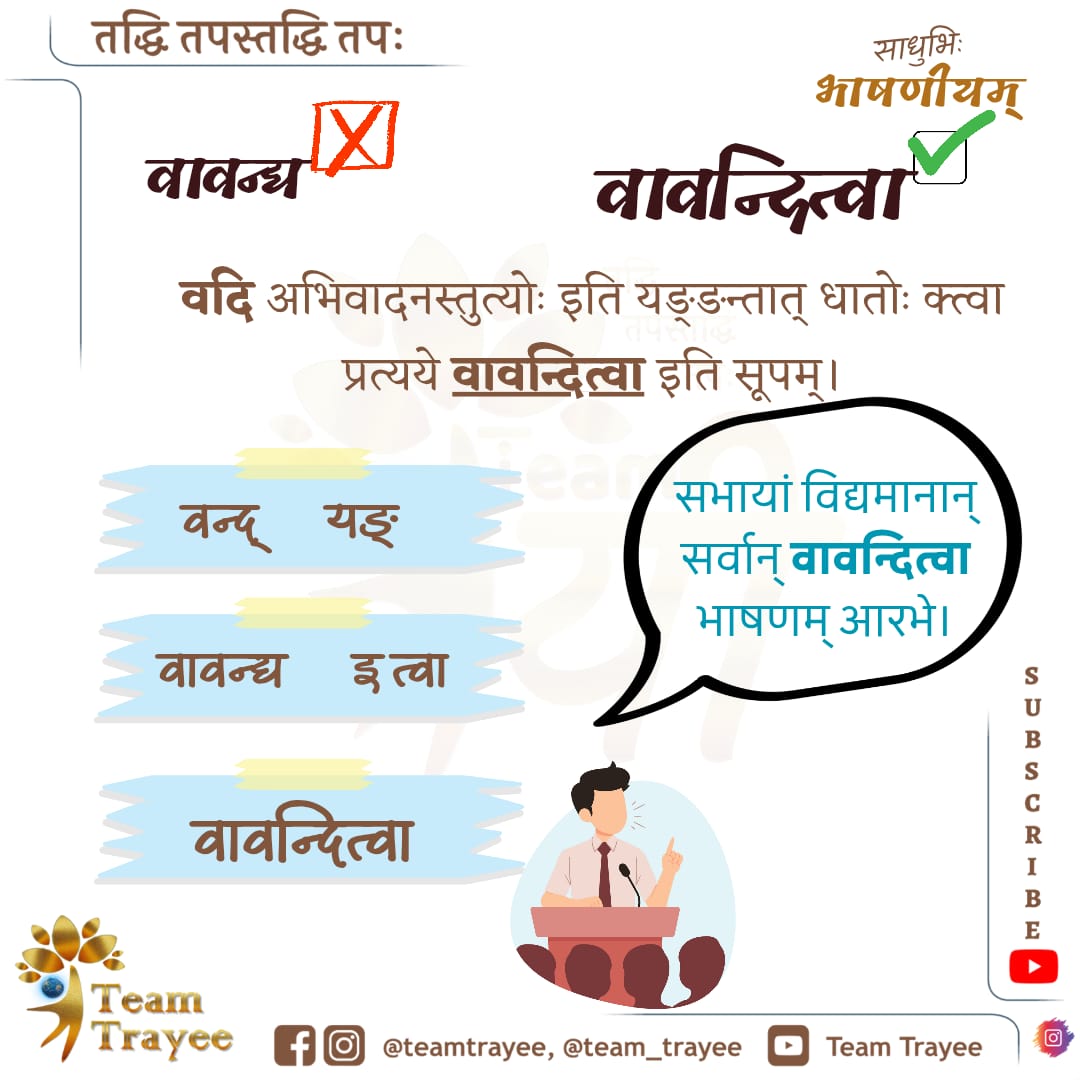 तद्धि तपस्तद्धि तपः
साधुभिः
भाषणीयम्
वावन्द्य
वावन्दित्वा
वदि अभिवादनस्तुत्योः इति यङ्ङन्तात् धातोः क्त्वा
प्रत्यये वावन्दित्वा इति सूपम्।
वन्द् यङ्
वावन्द्य इ त्वा
वावन्दित्वा
सभायां विद्यमानान्
सर्वान् वावन्दित्वा
भाषणम् आरभे।
SUBSCRIBE
Team
Trayee
@teamtrayee, @team_trayee
Team Trayee